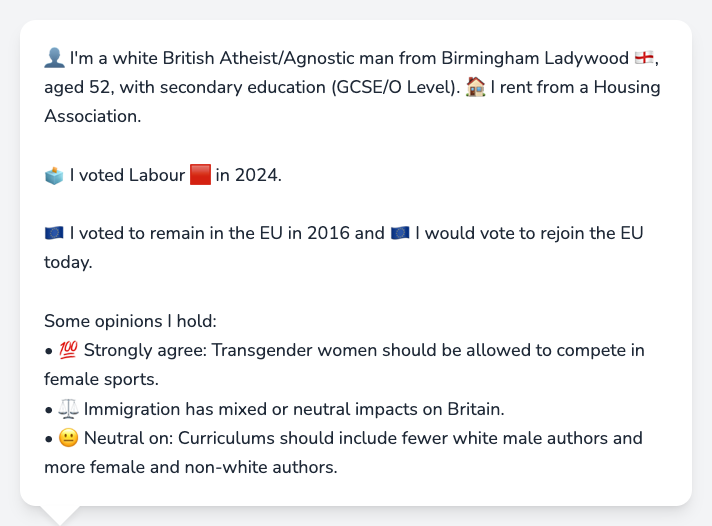 👤 I'm a white British Atheist/Agnostic man from Birmingham Ladywood 🏴󠁧󠁢󠁥󠁮󠁧󠁿,
aged 52, with secondary education (GCSE/O Level). 🏠 I rent from a Housing
Association.
🗳️ I voted Labour 🟥 in 2024.
🇪🇺 I voted to remain in the EU in 2016 and 🇪🇺 I would vote to rejoin the EU
today.
Some opinions I hold:
• 💯 Strongly agree: Transgender women should be allowed to compete in
female sports.
• ⚖️ Immigration has mixed or neutral impacts on Britain.
• 😐 Neutral on: Curriculums should include fewer white male authors and
more female and non-white authors.